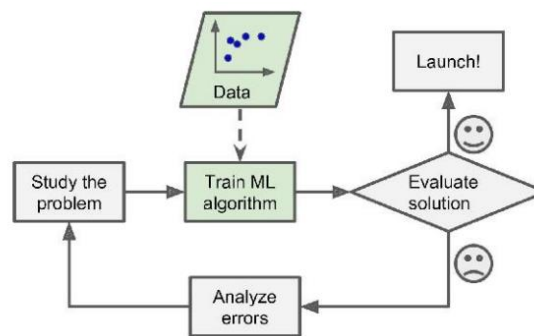 Data
Launch!
Study the
problem
Train ML
algorithm
Evaluate
solution
Analyze
errors